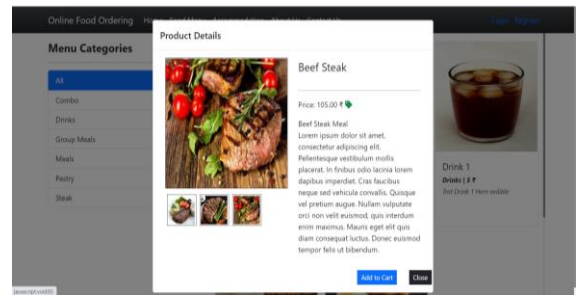 Online Food Ordering Home Food Menu Accommodation About Us Contact Us Login Register
Product Details
Menu Categories
All
Combo
Drinks
Group Meals
Meals
Pastry
Steak
Beef Steak
Price: 105.00 ₹
Beef Steak Meal
Lorem ipsum dolor sit amet,
consectetur adipiscing elit.
Pellentesque vestibulum mollis
placerat. In finibus odio lacinia lorem
dapibus imperdiet. Cras faucibus
neque sed vehicula convallis. Quisque
vel pretium augue. Nullam vulputate
orci non velit euismod, quis interdum
enim maximus. Mauris eget elit quis
diam consequat luctus. Donec euismod
tempor felis ut bibendum.
Add to Cart Close
Drink 1
Drinks | 5 ₹
Test Drink 1 Here
javascript:void(0)